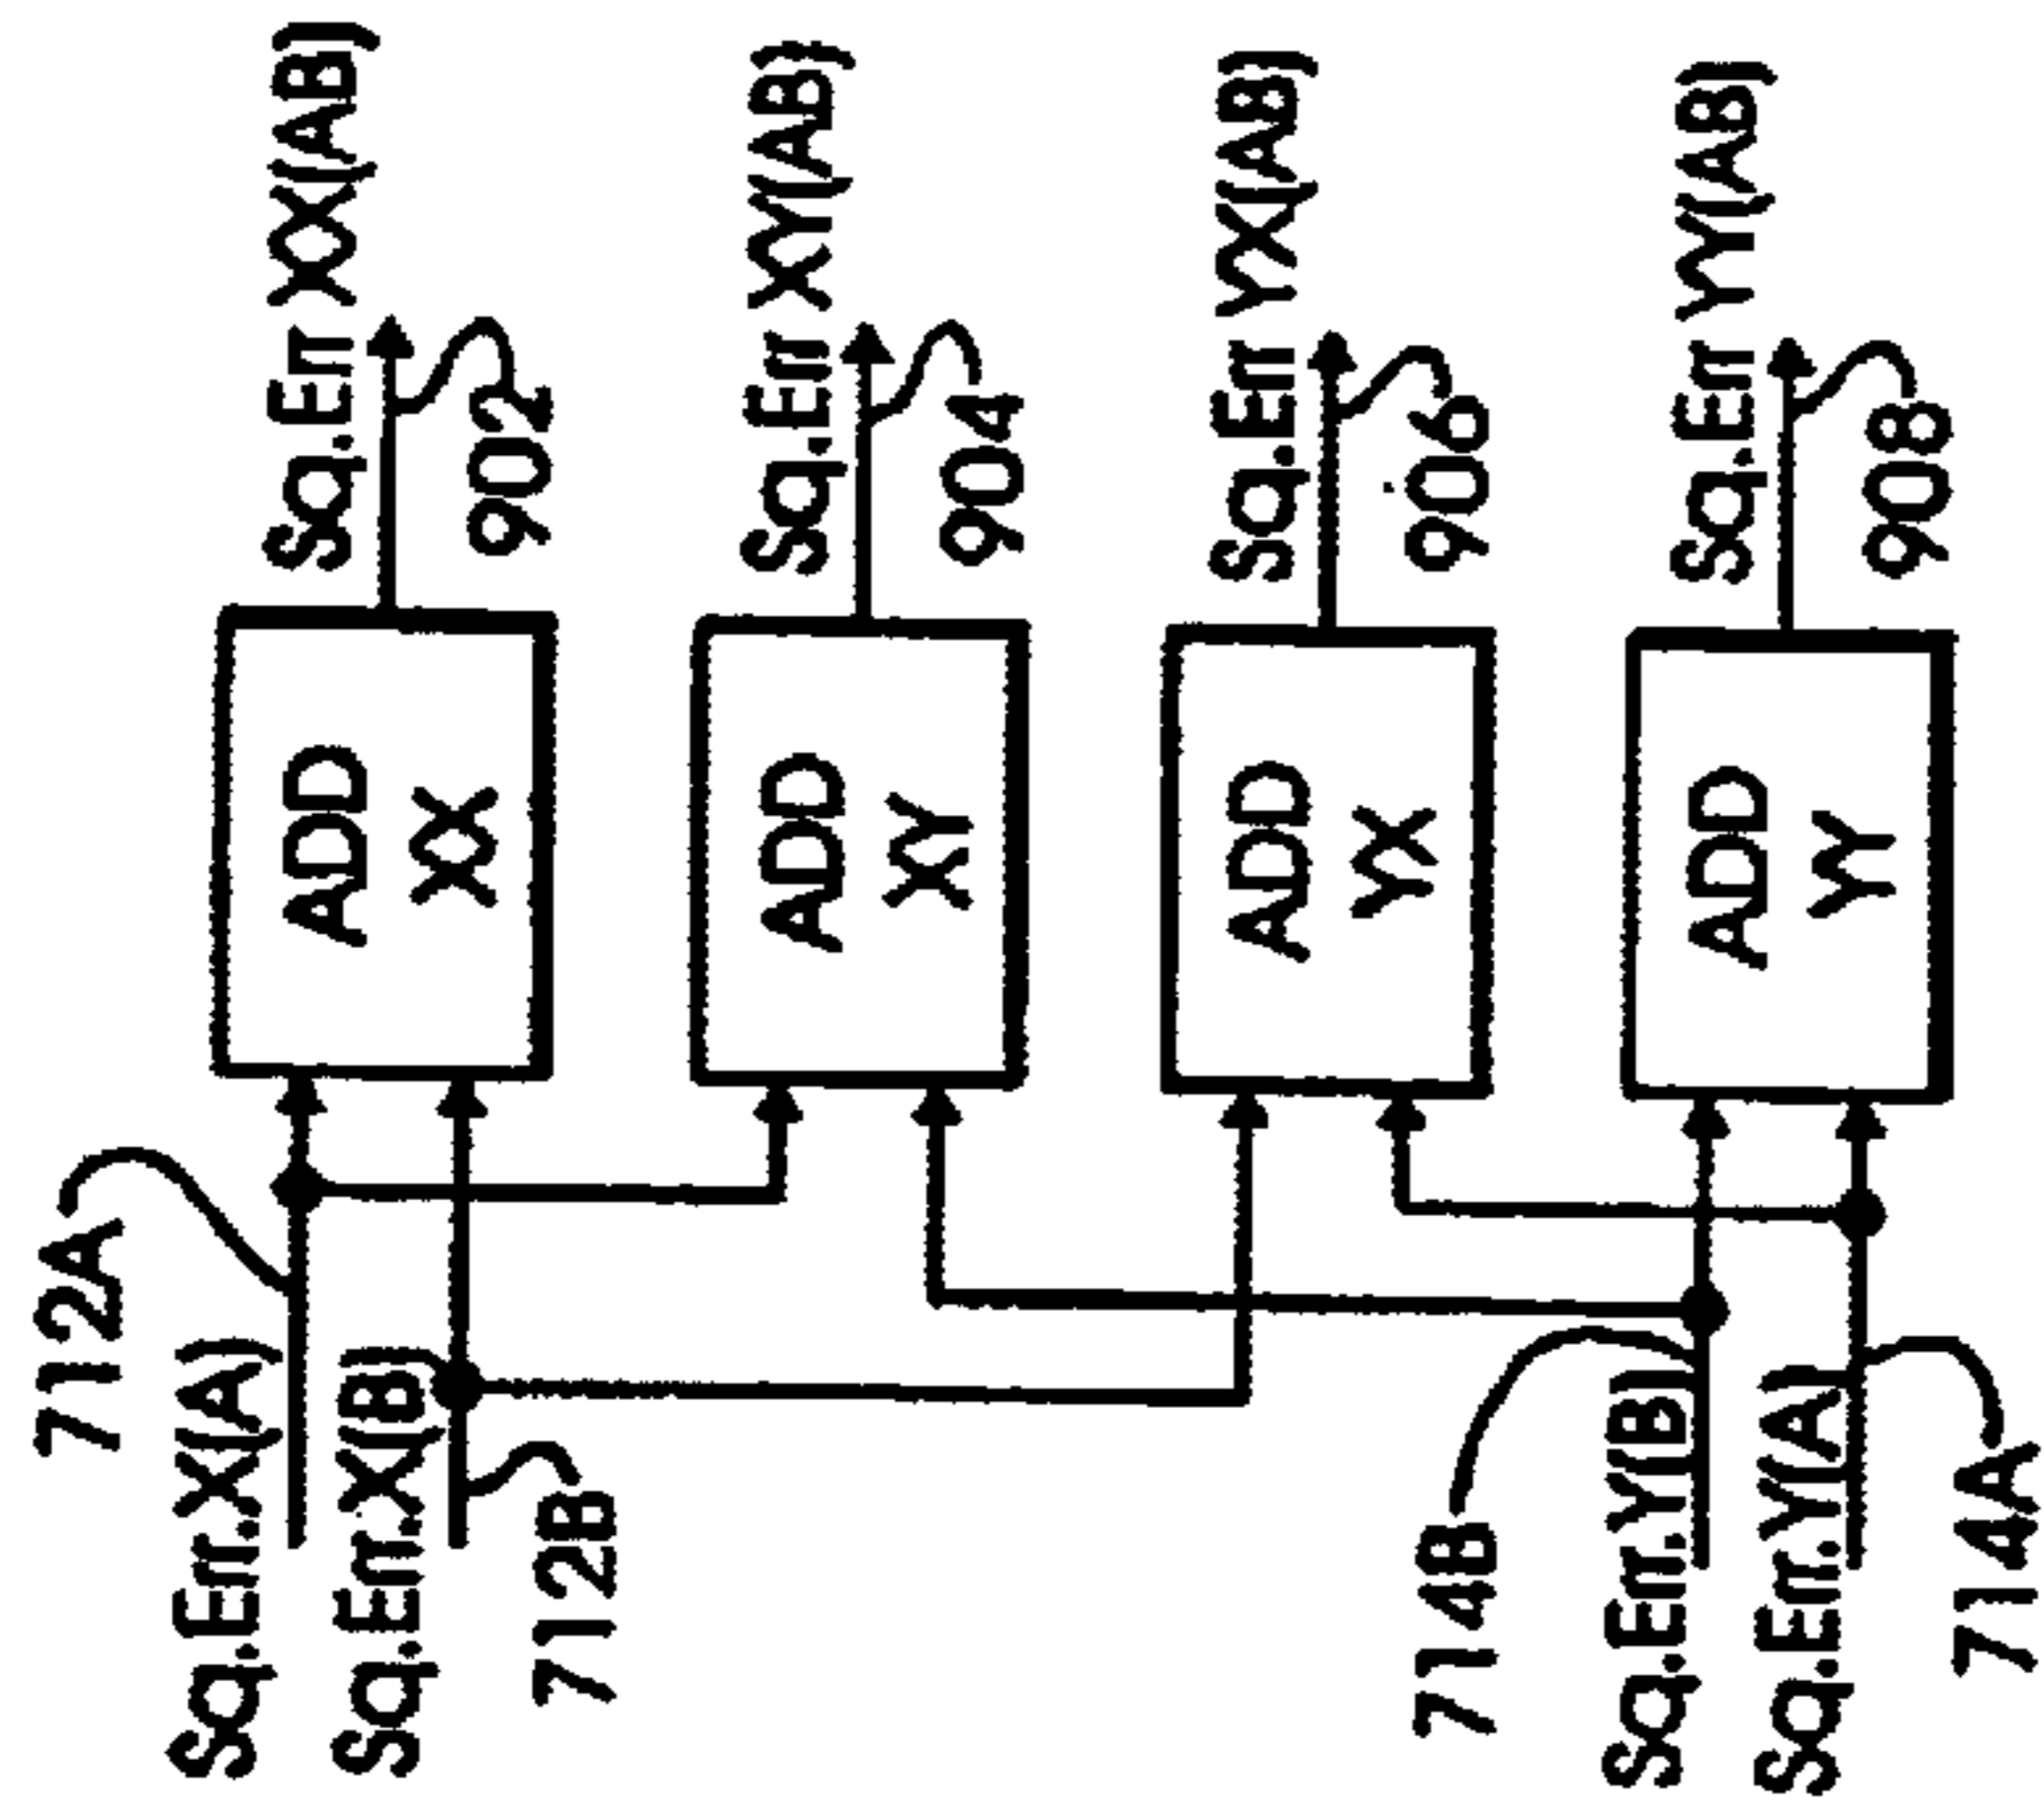 712A
Sq.Err.X(A)
Sq.Err.X(B)
712B
ADD
XX
Sq.Err XX(AB)
902
ADD
XY
Sq.Err XY(AB)
904
ADD
YX
Sq.Err YX(AB)
906
714B
Sq.Err.Y(B)
Sq.Err.Y(A)
714A
ADD
YY
Sq.Err YY(AB)
908